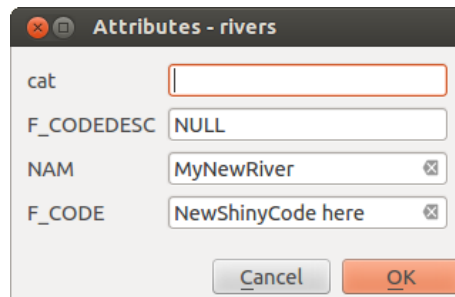 Attributes - rivers
cat
F_CODEDESC NULL
NAM MyNewRiver
F_CODE NewShinyCode here
Cancel OK